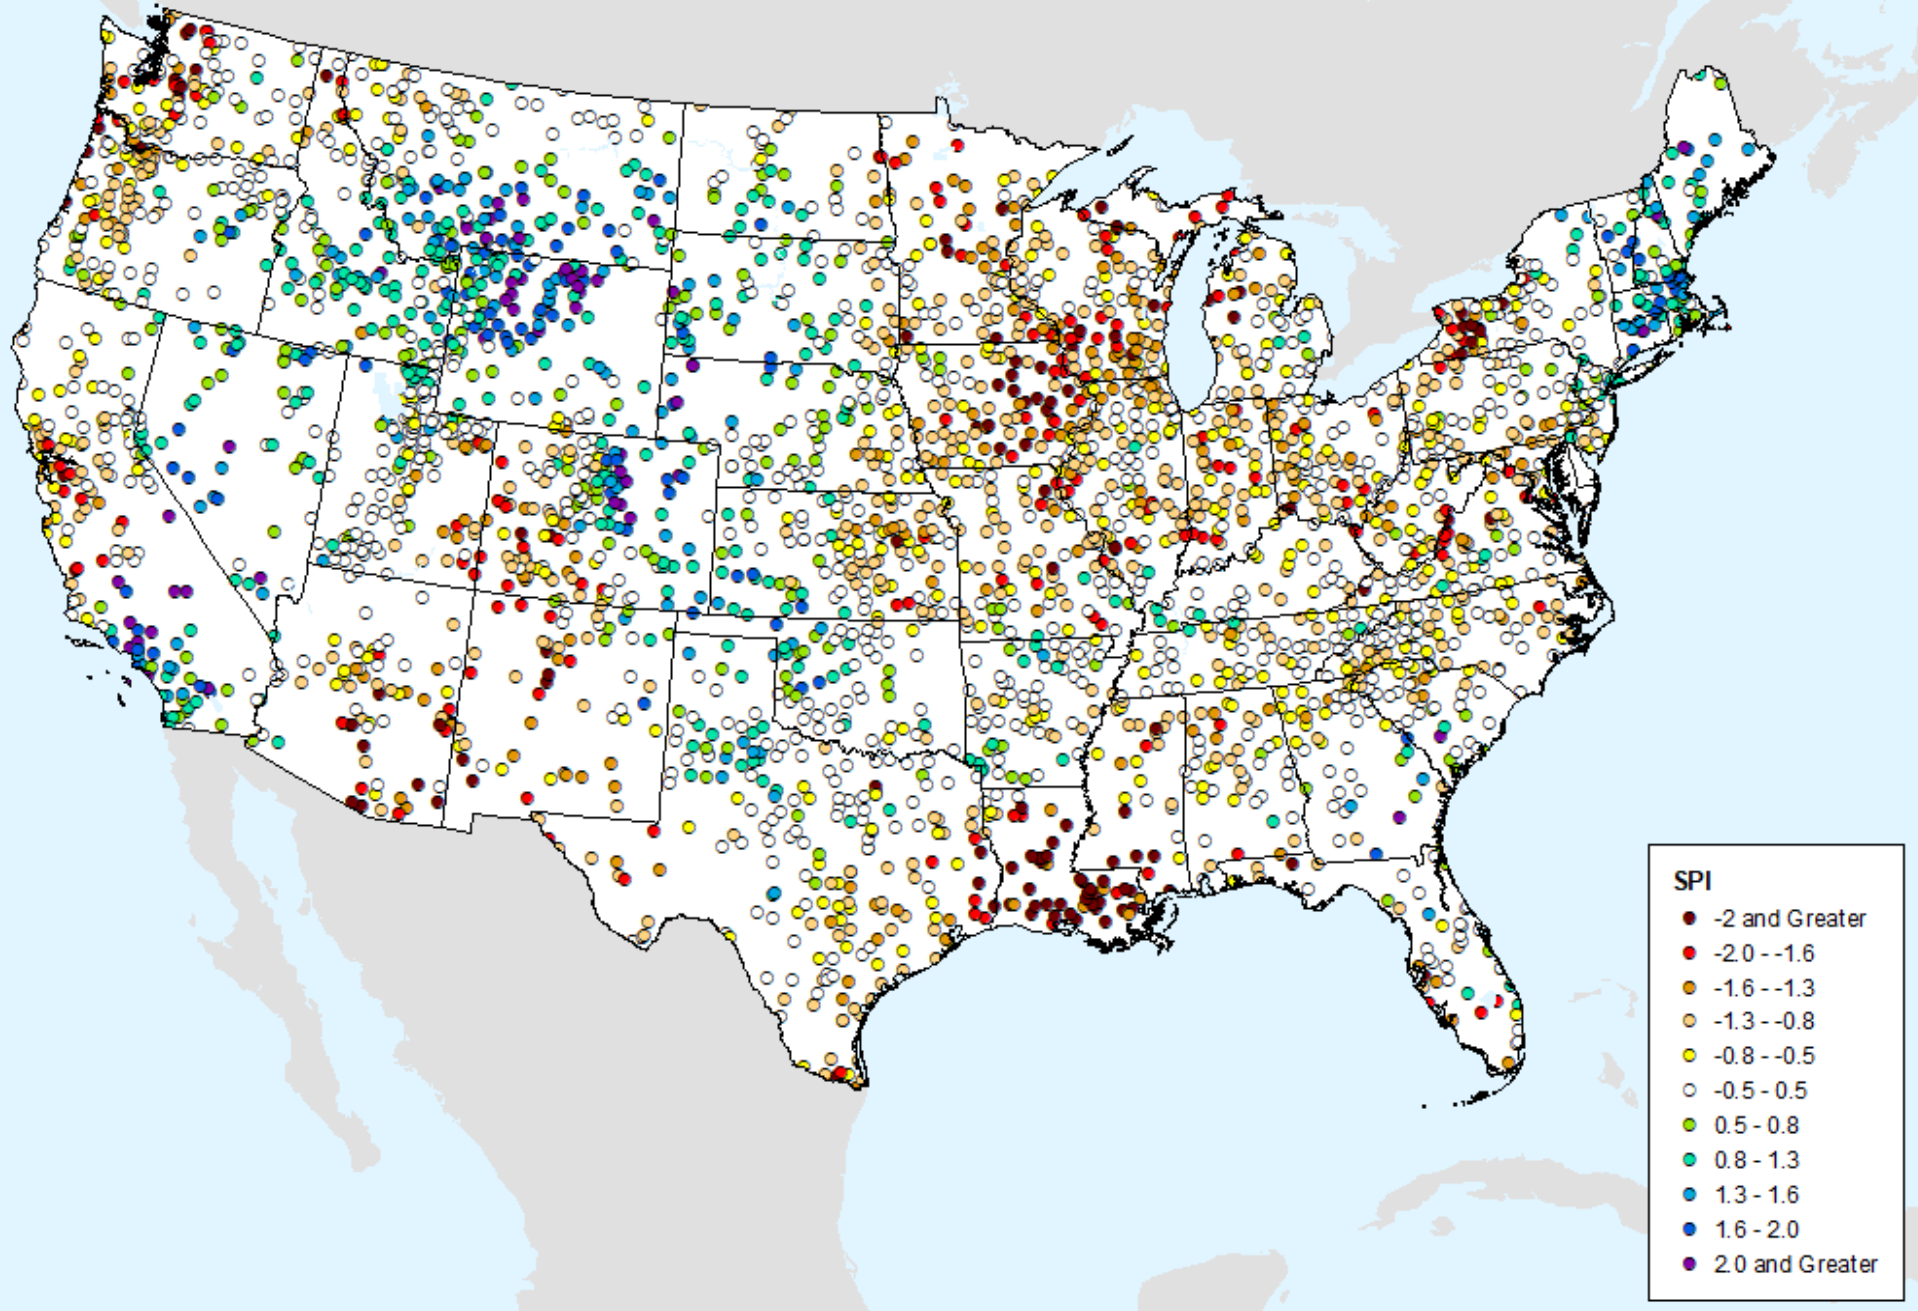 SPI
-2 and Greater
-2.0 - -1.6
-1.6 - -1.3
-1.3 - -0.8
-0.8 - -0.5
-0.5 - 0.5
0.5 - 0.8
0.8 - 1.3
1.3 - 1.6
1.6 - 2.0
2.0 and Greater